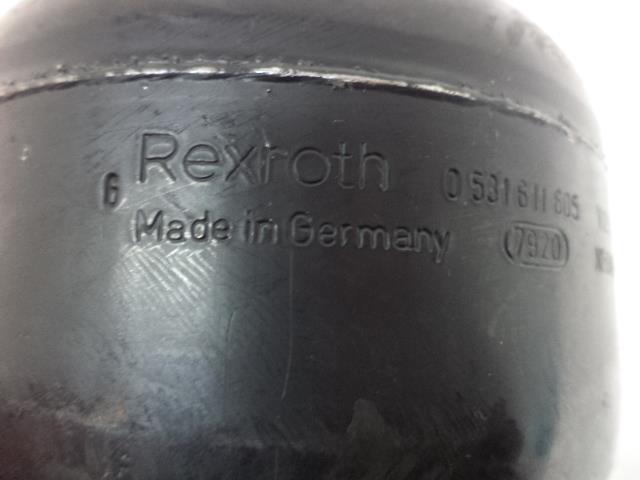 G Rexroth 0 531 611 605
Made in Germany 7920